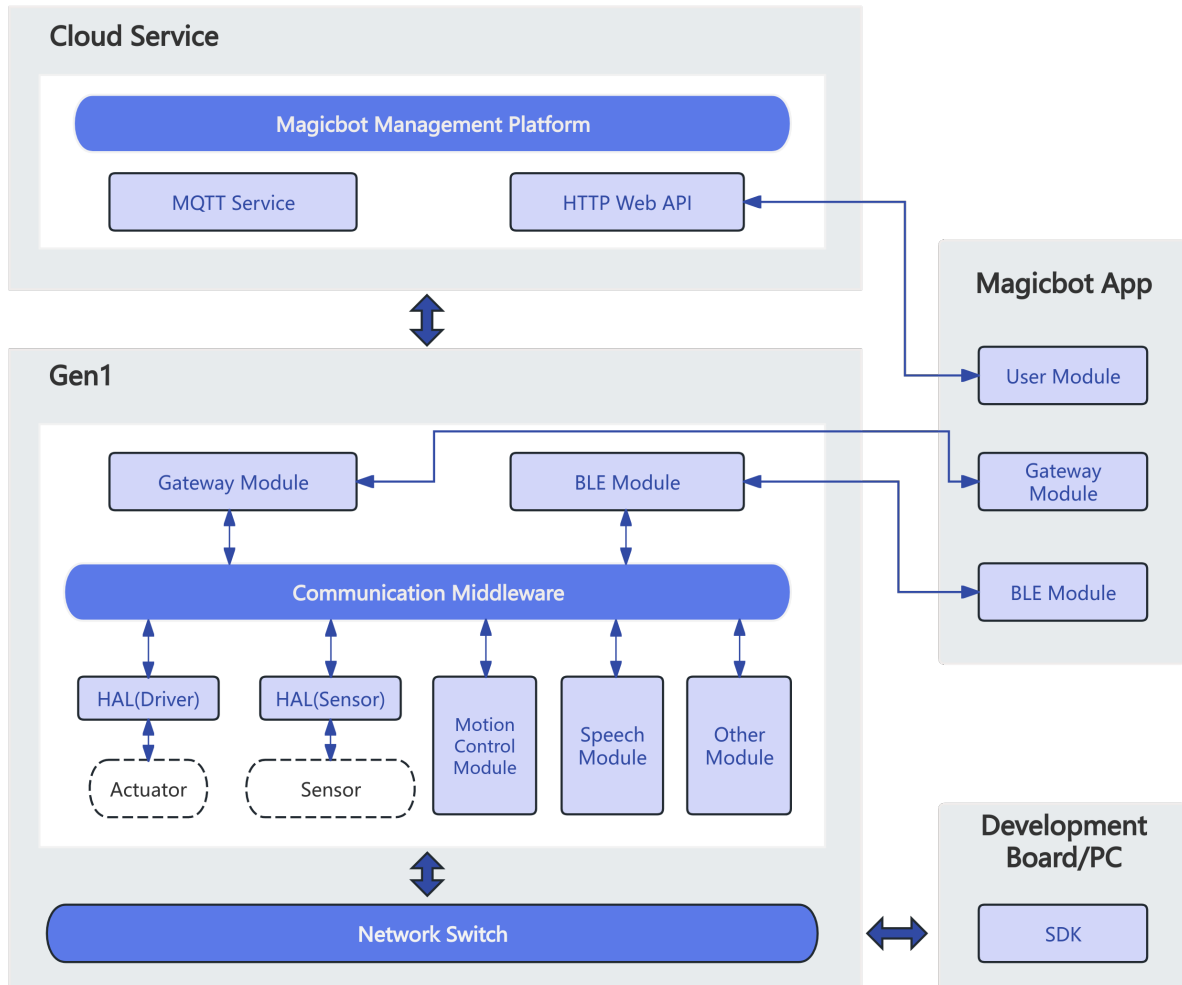 Cloud Service
Magicbot Management Platform
MQTT Service
HTTP Web API
Magicbot App
User Module
Gateway
Module
BLE Module
Gen1
Gateway Module
BLE Module
Communication Middleware
HAL(Driver)
HAL(Sensor)
Motion
Control
Module
Speech
Module
Other
Module
Actuator
Sensor
Network Switch
Development
Board/PC
SDK